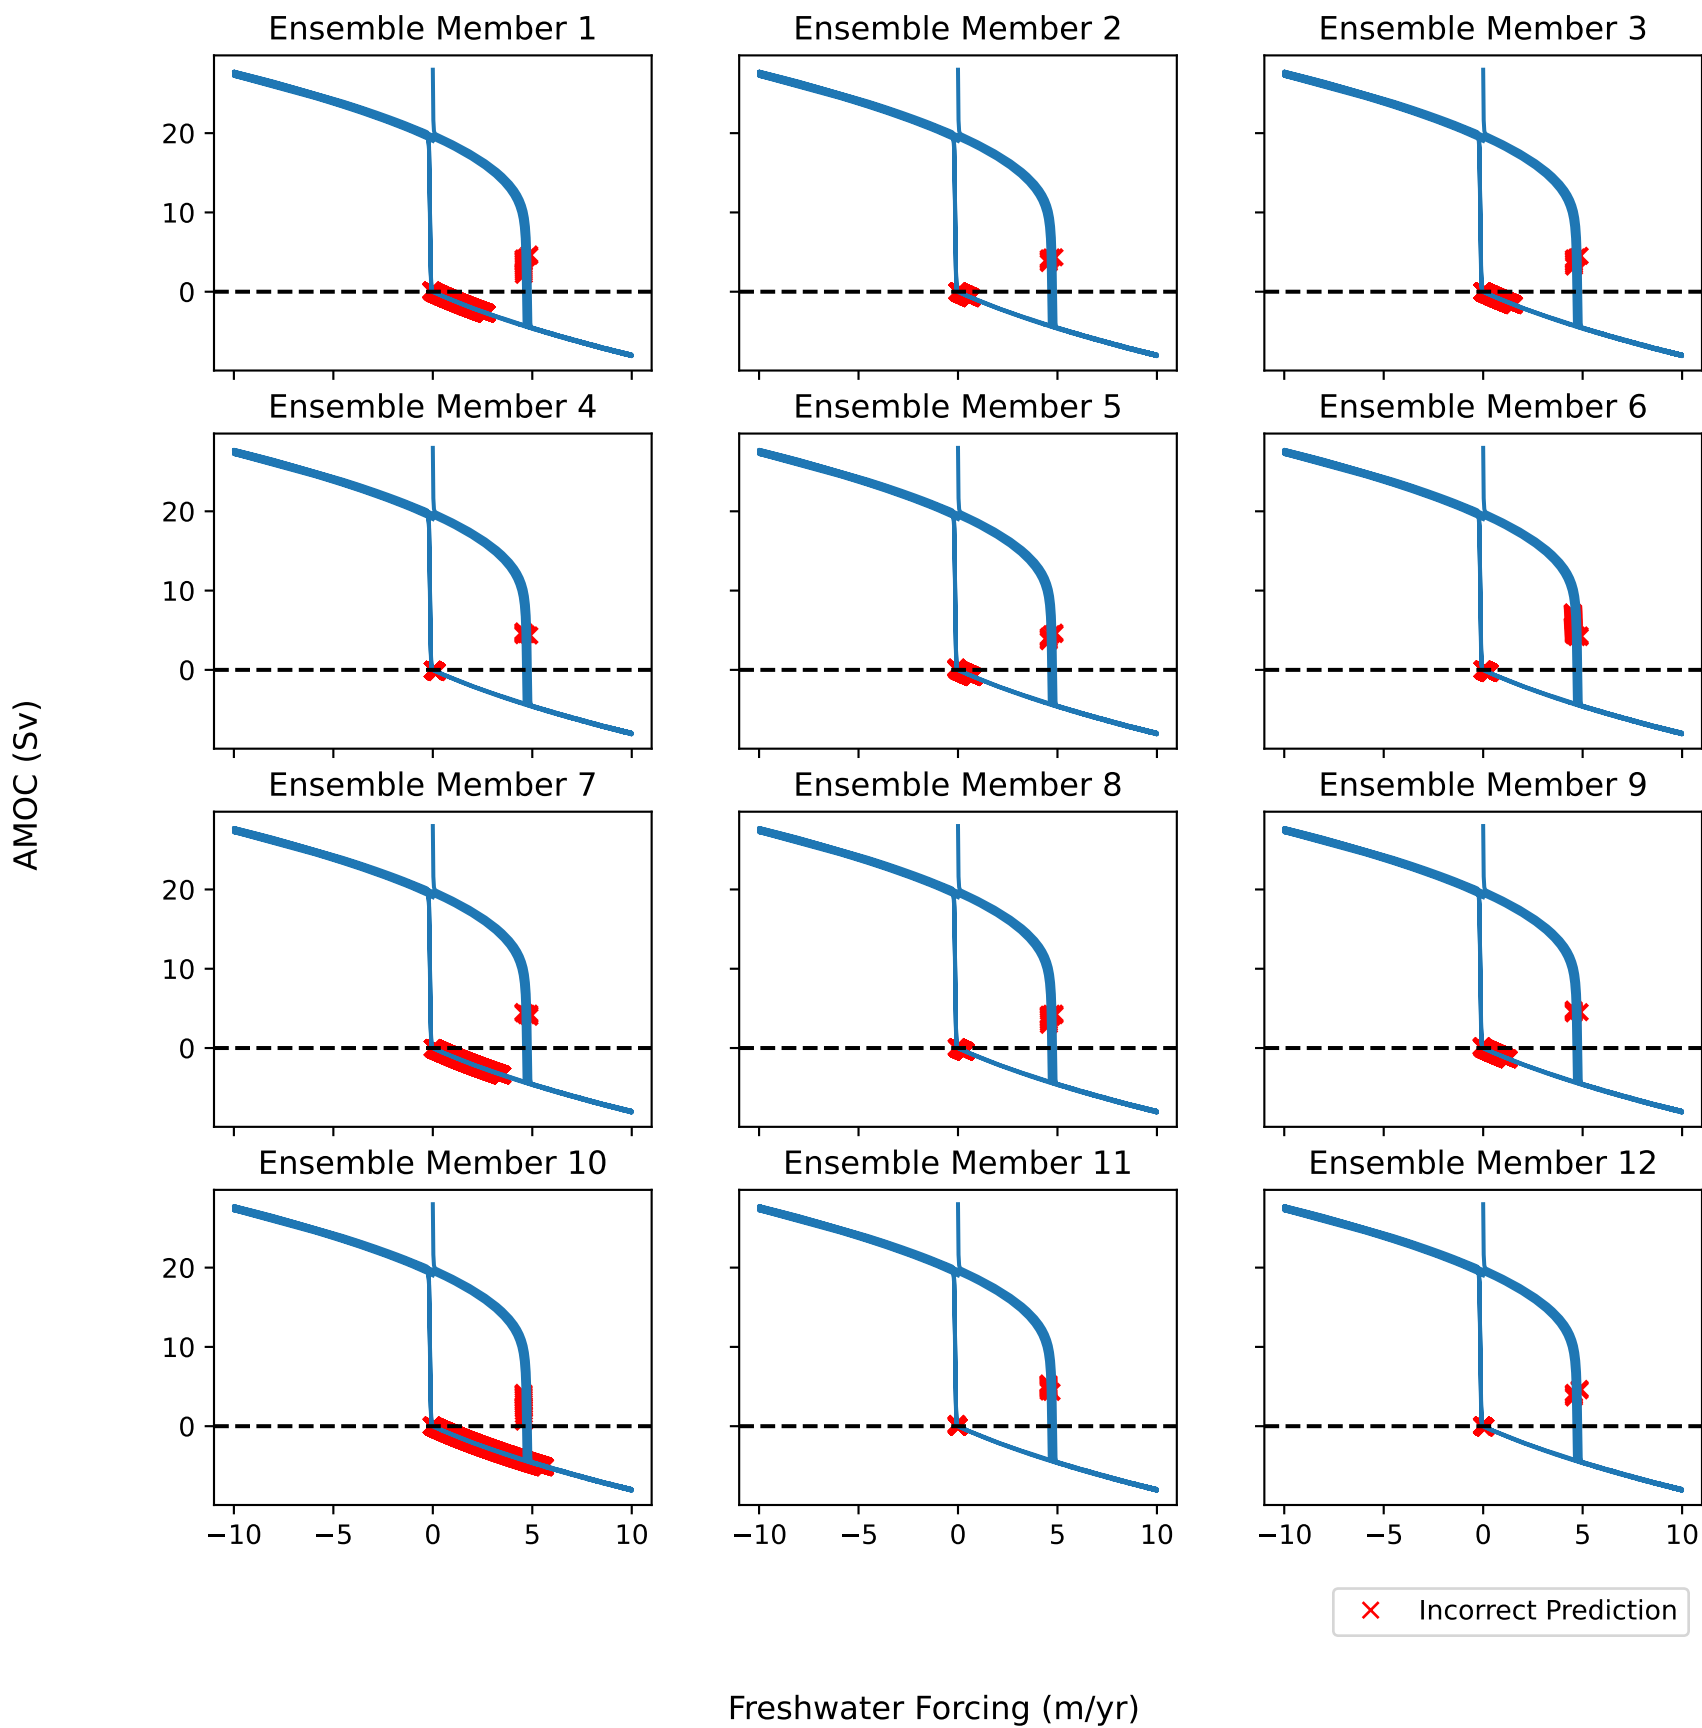 Ensemble Member 1
Ensemble Member 2
Ensemble Member 3
20
10
0
Ensemble Member 4
Ensemble Member 5
Ensemble Member 6
20
10
0
Ensemble Member 7
Ensemble Member 8
Ensemble Member 9
20
10
0
Ensemble Member 10
Ensemble Member 11
Ensemble Member 12
20
10
0
−10 −5 0 5 10
−10 −5 0 5 10
−10 −5 0 5 10
AMOC (Sv)
Incorrect Prediction
Freshwater Forcing (m/yr)